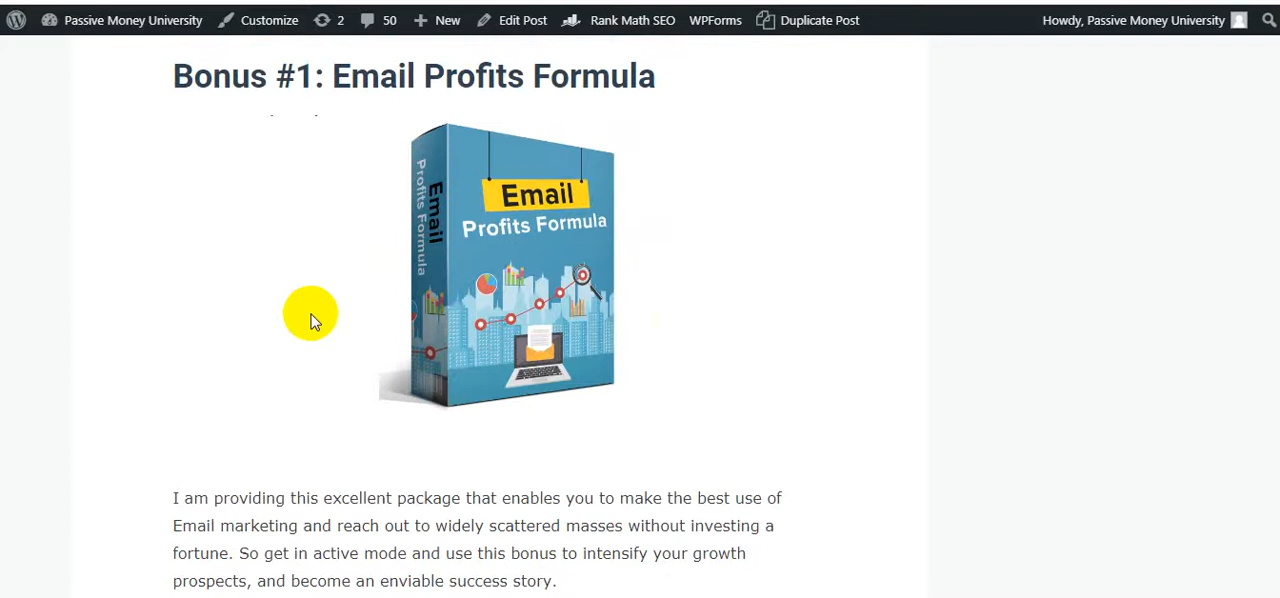 Passive Money University Customize 2 50 New Edit Post Rank Math SEO WPForms Duplicate Post Howdy, Passive Money University
Bonus #1: Email Profits Formula
Email
Profits Formula
Email
Profits Formula
I am providing this excellent package that enables you to make the best use of
Email marketing and reach out to widely scattered masses without investing a
fortune. So get in active mode and use this bonus to intensify your growth
prospects, and become an enviable success story.